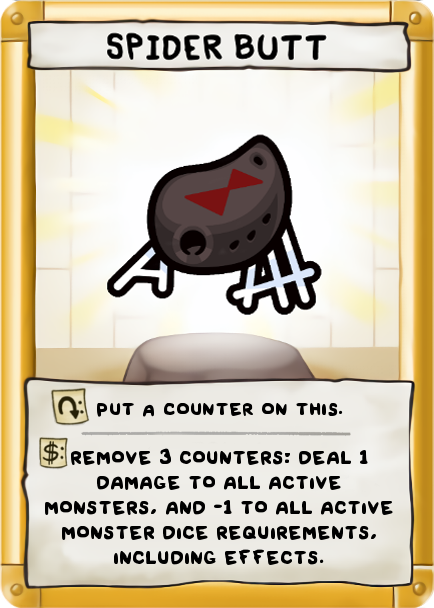 SPIDER BUTT
PUT A COUNTER ON THIS.
$: REMOVE 3 COUNTERS: DEAL 1
DAMAGE TO ALL ACTIVE
MONSTERS, AND -1 TO ALL ACTIVE
MONSTER DICE REQUIREMENTS,
INCLUDING EFFECTS.